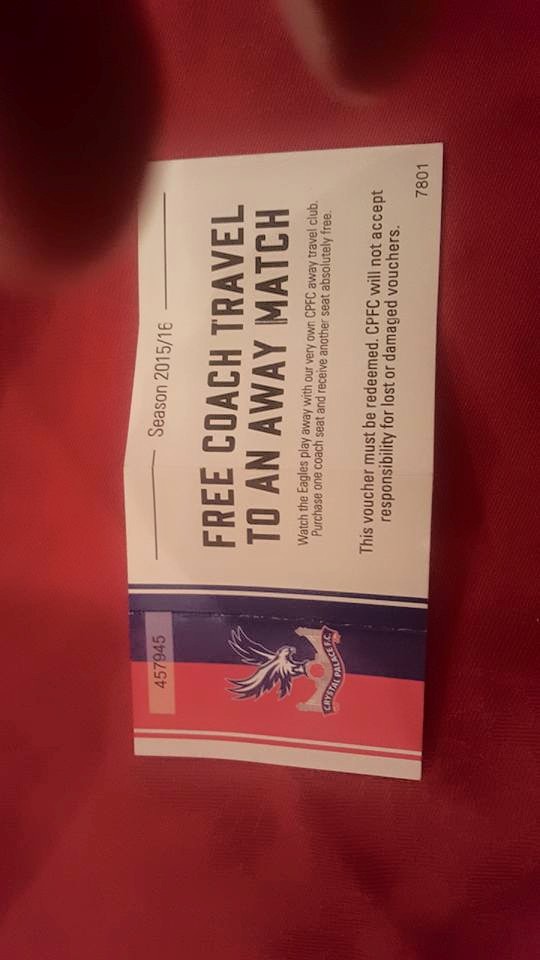 457945
CRYSTAL PALACE F.C.
Season 2015/16
FREE COACH TRAVEL
TO AN AWAY MATCH
Watch the Eagles play away with our very own CPFC away travel club.
Purchase one coach seat and receive another seat absolutely free.
This voucher must be redeemed. CPFC will not accept
responsibility for lost or damaged vouchers.
7801